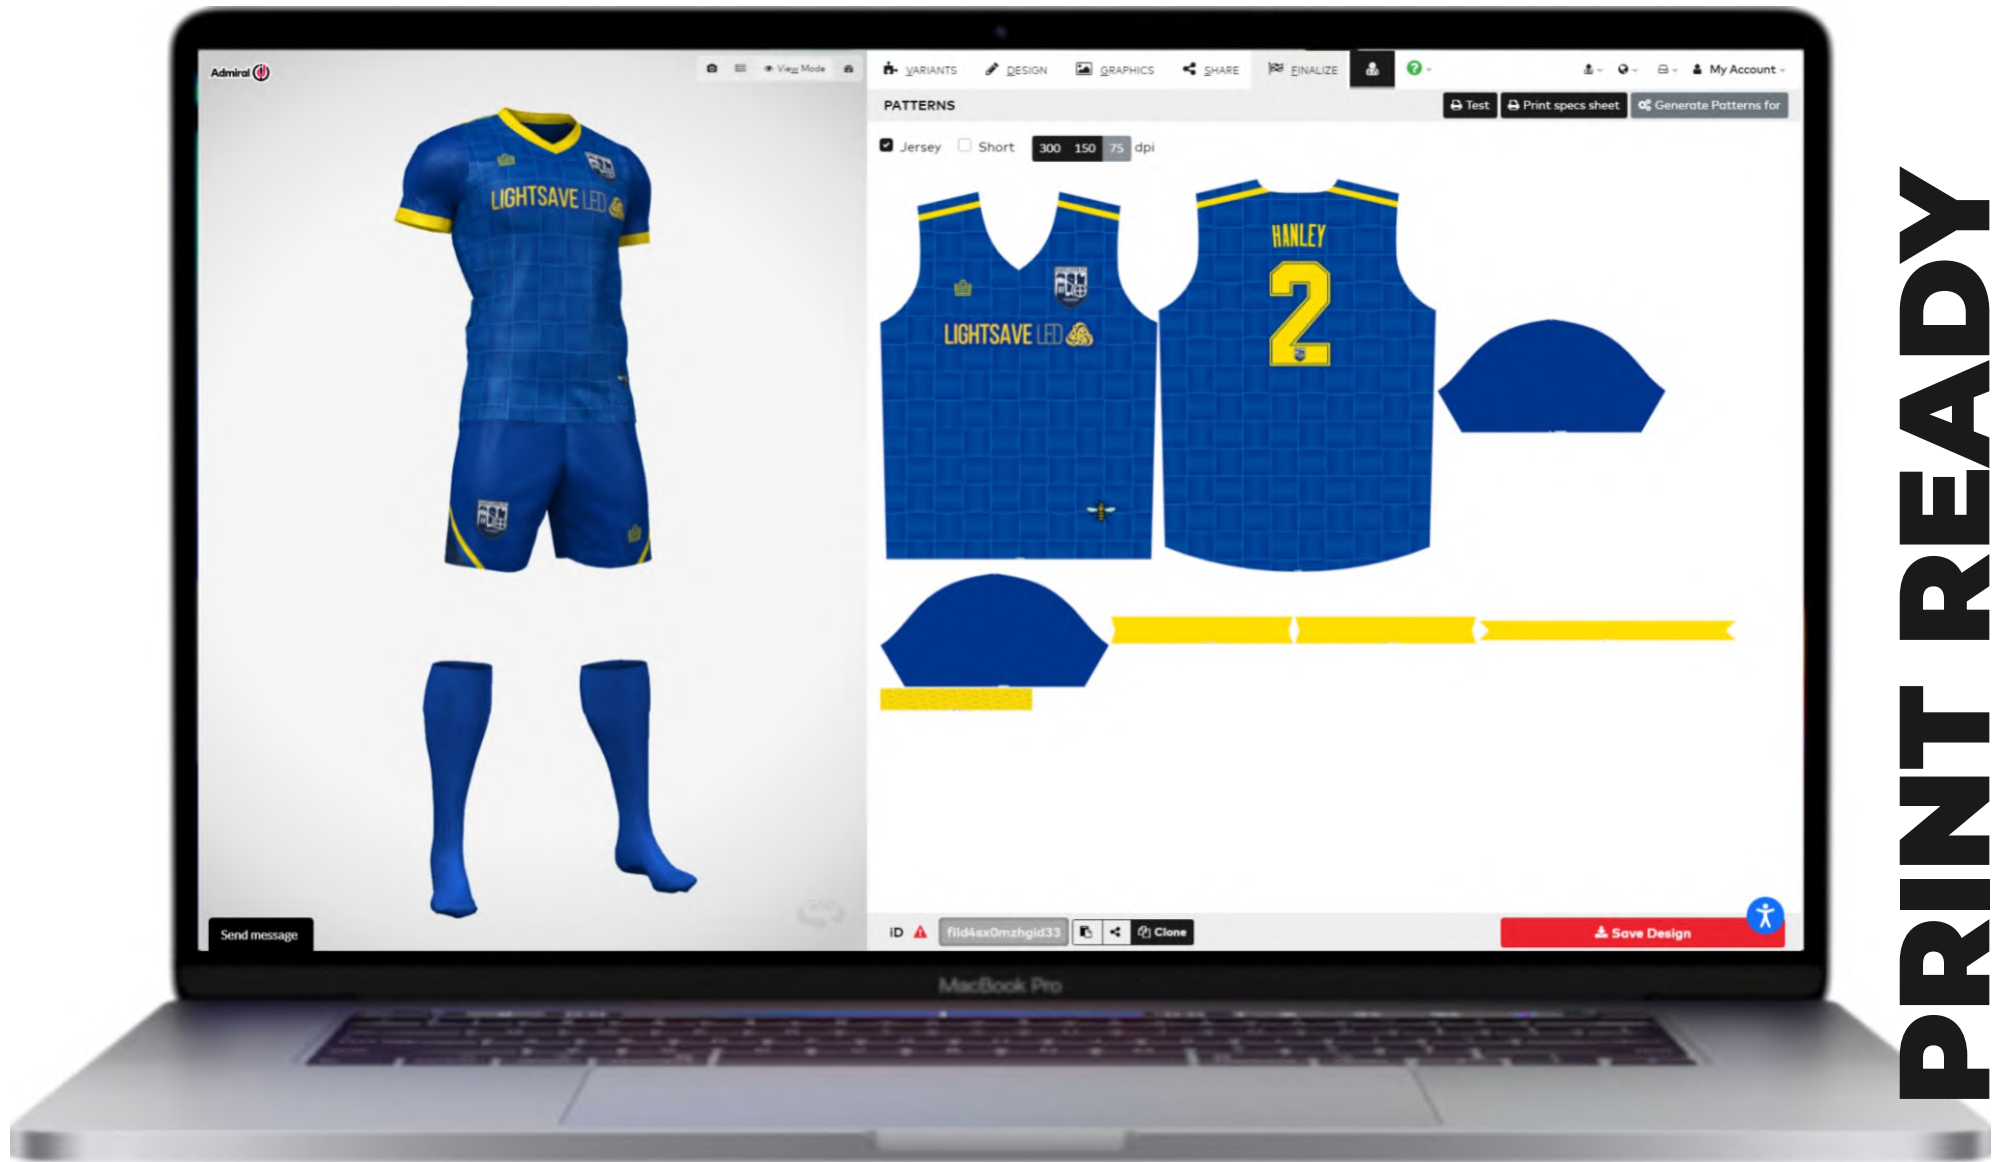 Admiral
View Mode
VARIANTS
DESIGN
GRAPHICS
SHARE
FINALIZE
?
My Account
PATTERNS
Test
Print specs sheet
Generate Patterns for
Jersey
Short
300 150 75 dpi
LIGHTSAVE LED
HANLEY
2
LIGHTSAVE LED
360°
Send message
iD
fild4sx0mzhgid33
Clone
Save Design
MacBook Pro
PRINT READY